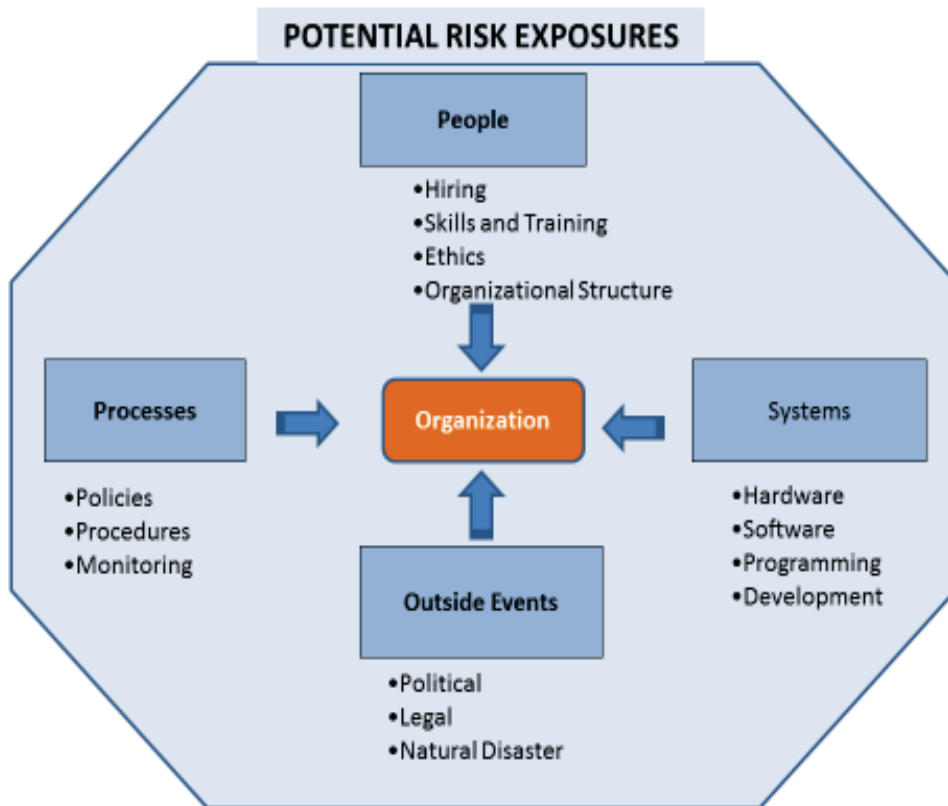 POTENTIAL RISK EXPOSURES
People
•Hiring
•Skills and Training
•Ethics
•Organizational Structure
Processes
•Policies
•Procedures
•Monitoring
Organization
Systems
•Hardware
•Software
•Programming
•Development
Outside Events
•Political
•Legal
•Natural Disaster